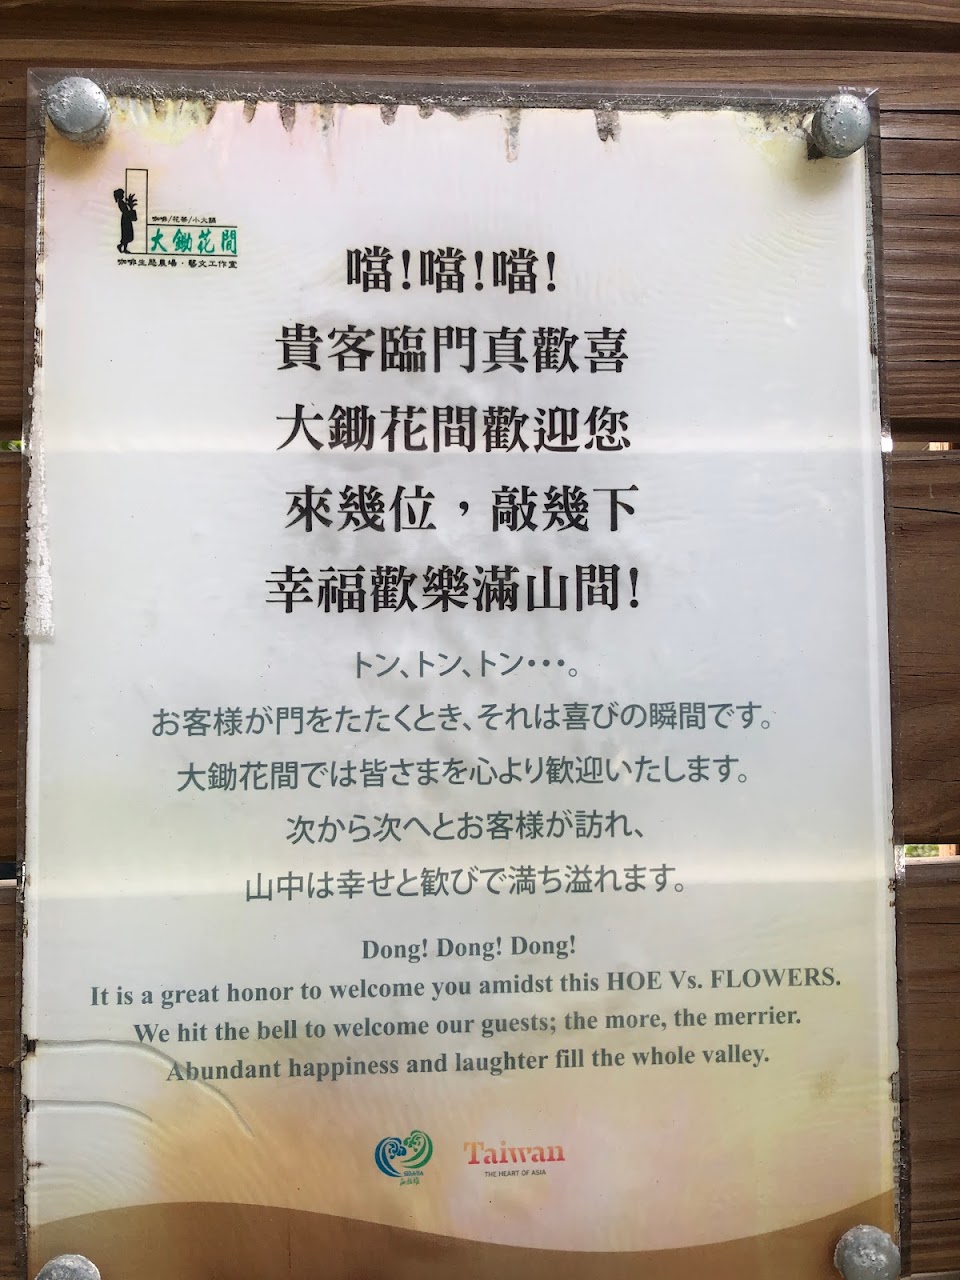 咖啡/花茶/小火鍋
大鋤花間
咖啡生態農場・藝文工作室
噹!噹!噹!
貴客臨門真歡喜
大鋤花間歡迎您
來幾位，敲幾下
幸福歡樂滿山間!
トン、トン、トン・・・。
お客様が門をたたくとき、それは喜びの瞬間です。
大鋤花間では皆さまを心より歓迎いたします。
次から次へとお客様が訪れ、
山中は幸せと歓びで満ち溢れます。
Dong! Dong! Dong!
It is a great honor to welcome you amidst this HOE Vs. FLOWERS.
We hit the bell to welcome our guests; the more, the merrier.
Abundant happiness and laughter fill the whole valley.
Taiwan
THE HEART OF ASIA